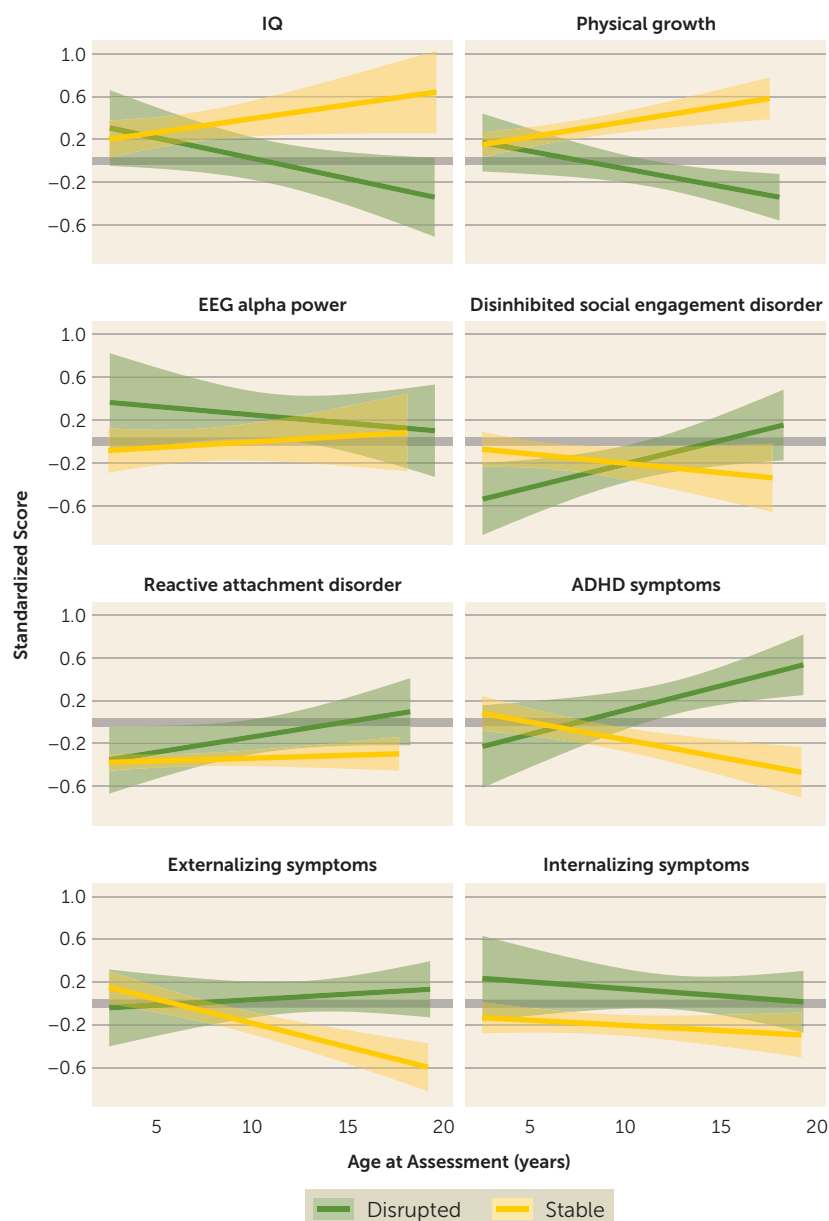 IQ
Physical growth
1.0
0.6
0.2
−0.2
−0.6
EEG alpha power
Disinhibited social engagement disorder
1.0
0.6
0.2
−0.2
−0.6
Standardized Score
Reactive attachment disorder
ADHD symptoms
1.0
0.6
0.2
−0.2
−0.6
Externalizing symptoms
Internalizing symptoms
1.0
0.6
0.2
−0.2
−0.6
5 10 15 20 5 10 15 20
Age at Assessment (years)
Disrupted Stable